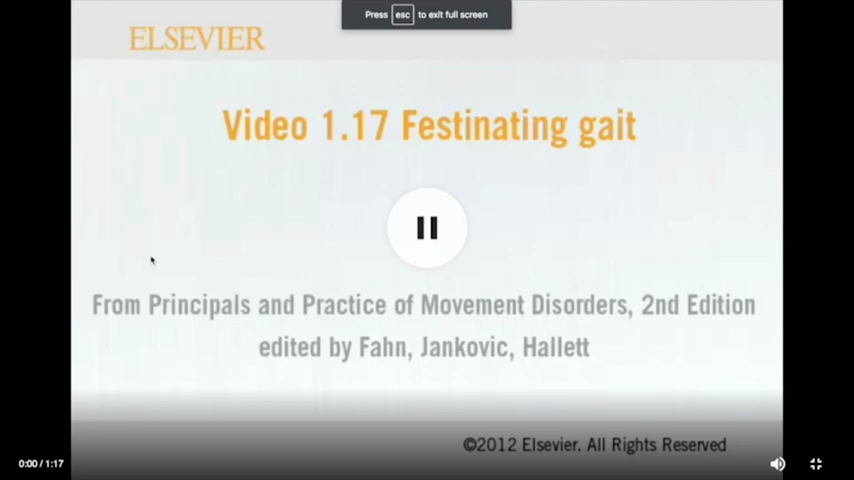 Press esc to exit full screen
ELSEVIER
Video 1.17 Festinating gait
From Principals and Practice of Movement Disorders, 2nd Edition
edited by Fahn, Jankovic, Hallett
©2012 Elsevier. All Rights Reserved
0:00 / 1:17